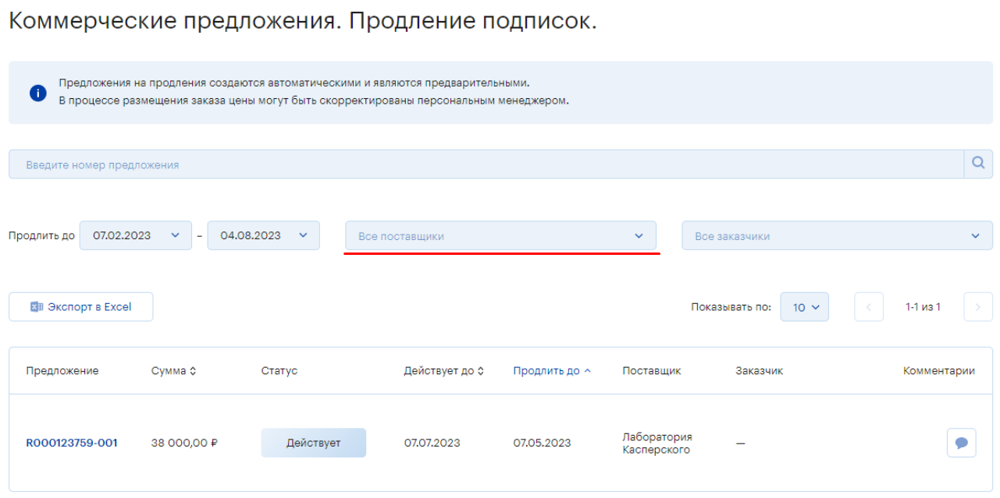 Коммерческие предложения. Продление подписок.
Предложения на продления создаются автоматическими и являются предварительными.
В процессе размещения заказа цены могут быть скорректированы персональным менеджером.
Введите номер предложения
Продлить до 07.02.2023 – 04.08.2023 Все поставщики Все заказчики
Экспорт в Excel Показывать по: 10 1-1 из 1
Предложение Сумма Статус Действует до Продлить до Поставщик Заказчик Комментарии
R000123759-001 38 000,00 ₽ Действует 07.07.2023 07.05.2023 Лаборатория Касперского —